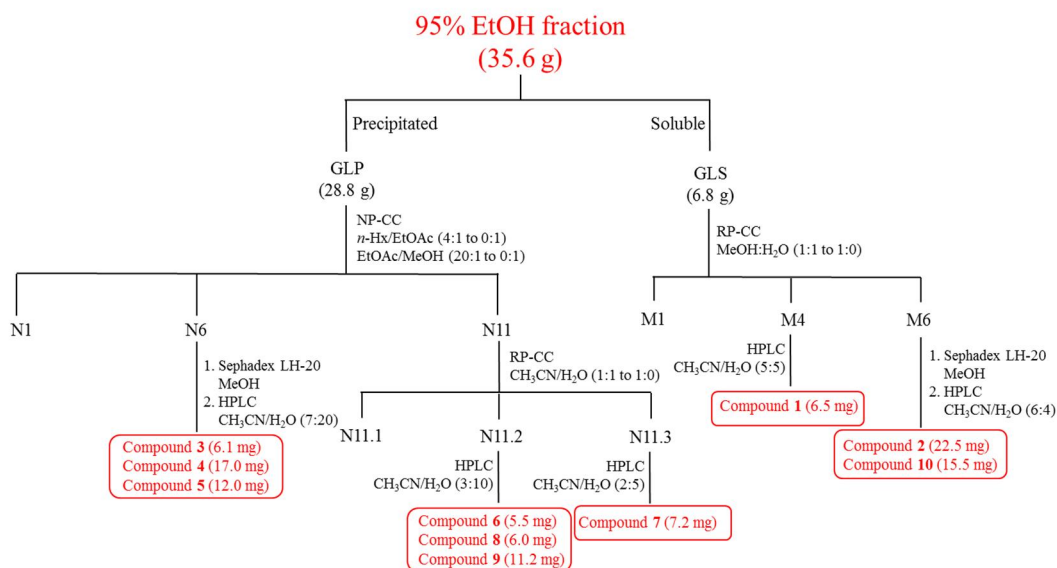 95% EtOH fraction
(35.6 g)
Precipitated
Soluble
GLP
(28.8 g)
GLS
(6.8 g)
NP-CC
n-Hx/EtOAc (4:1 to 0:1)
EtOAc/MeOH (20:1 to 0:1)
RP-CC
MeOH:H₂O (1:1 to 1:0)
N1
N6
N11
M1
M4
M6
1. Sephadex LH-20
MeOH
2. HPLC
CH₃CN/H₂O (7:20)
RP-CC
CH₃CN/H₂O (1:1 to 1:0)
HPLC
CH₃CN/H₂O (5:5)
1. Sephadex LH-20
MeOH
2. HPLC
CH₃CN/H₂O (6:4)
Compound 3 (6.1 mg)
Compound 4 (17.0 mg)
Compound 5 (12.0 mg)
N11.1
N11.2
N11.3
Compound 1 (6.5 mg)
Compound 2 (22.5 mg)
Compound 10 (15.5 mg)
HPLC
CH₃CN/H₂O (3:10)
HPLC
CH₃CN/H₂O (2:5)
Compound 6 (5.5 mg)
Compound 8 (6.0 mg)
Compound 9 (11.2 mg)
Compound 7 (7.2 mg)